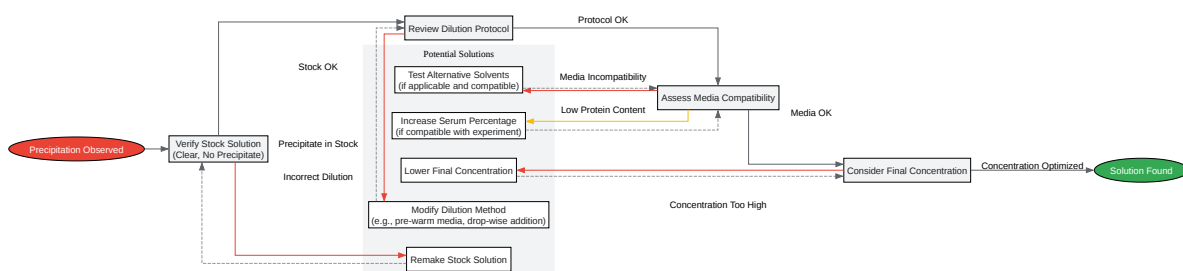 Review Dilution Protocol
Protocol OK
Potential Solutions
Stock OK
Test Alternative Solvents
(if applicable and compatible)
Media Incompatibility
Assess Media Compatibility
Low Protein Content
Media OK
Increase Serum Percentage
(if compatible with experiment)
Precipitation Observed
Verify Stock Solution
(Clear, No Precipitate)
Precipitate in Stock
Incorrect Dilution
Lower Final Concentration
Consider Final Concentration
Concentration Optimized
Solution Found
Concentration Too High
Modify Dilution Method
(e.g., pre-warm media, drop-wise addition)
Remake Stock Solution